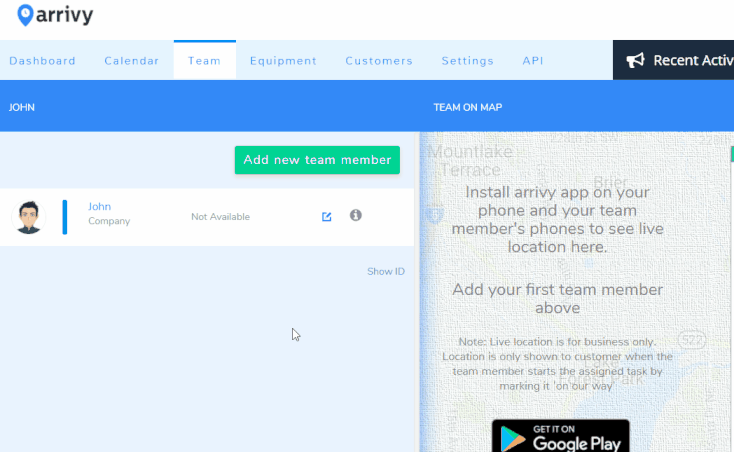 arrivy
Dashboard Calendar Team Equipment Customers Settings API Recent Activ
JOHN
TEAM ON MAP
Add new team member
John
Company
Not Available
Show ID
Mountlake
Terrace
Brier
Install arrivy app on your
phone and your team
member's phones to see live
location here.
Add your first team member
above
522
Note: Live location is for business only.
Location is only shown to customer when the
team member starts the assigned task by
marking it 'on our way'
Lake
Forest Park
GET IT ON
Google Play